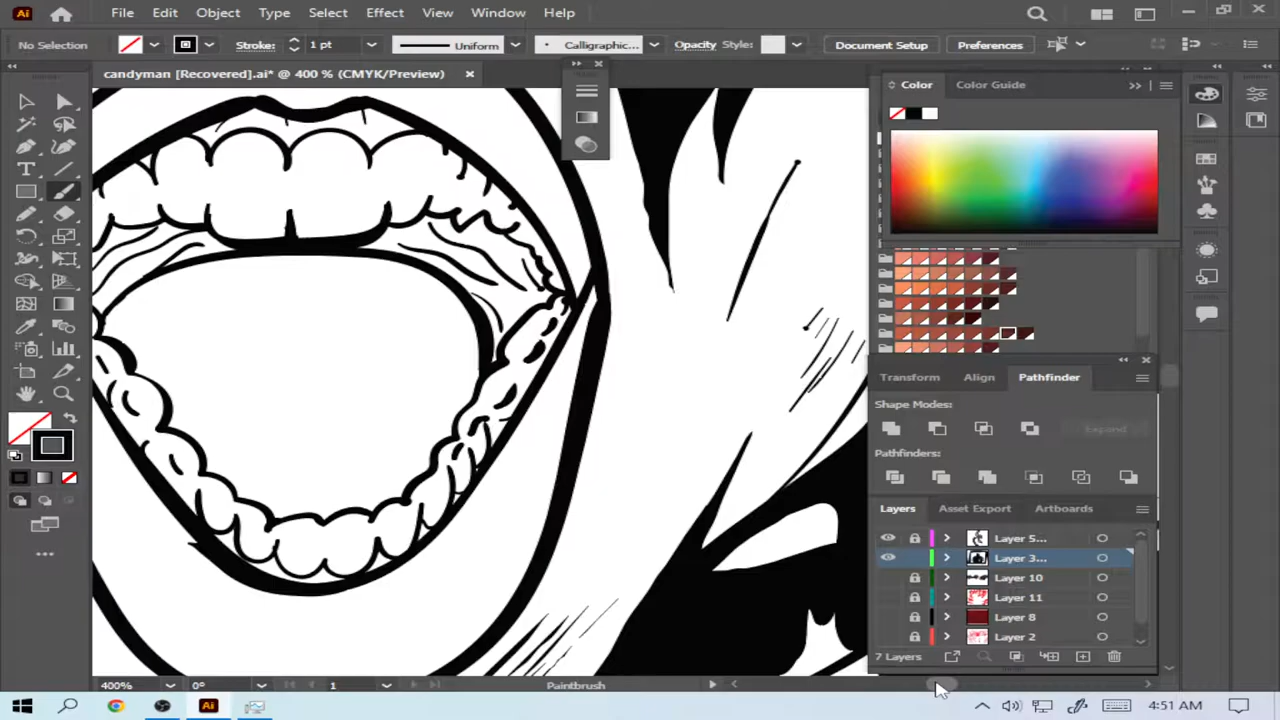 Ai File Edit Object Type Select Effect View Window Help
No Selection Stroke: 1 pt Uniform Calligraphic... Opacity Style: Document Setup Preferences
candyman [Recovered].ai* @ 400 % (CMYK/Preview)
Color Color Guide
Transform Align Pathfinder
Shape Modes:
Expand
Pathfinders:
Layers Asset Export Artboards
Layer 5...
Layer 3...
Layer 10
Layer 11
Layer 8
Layer 2
7 Layers
400% 0° 1 Paintbrush
Ai 4:51 AM